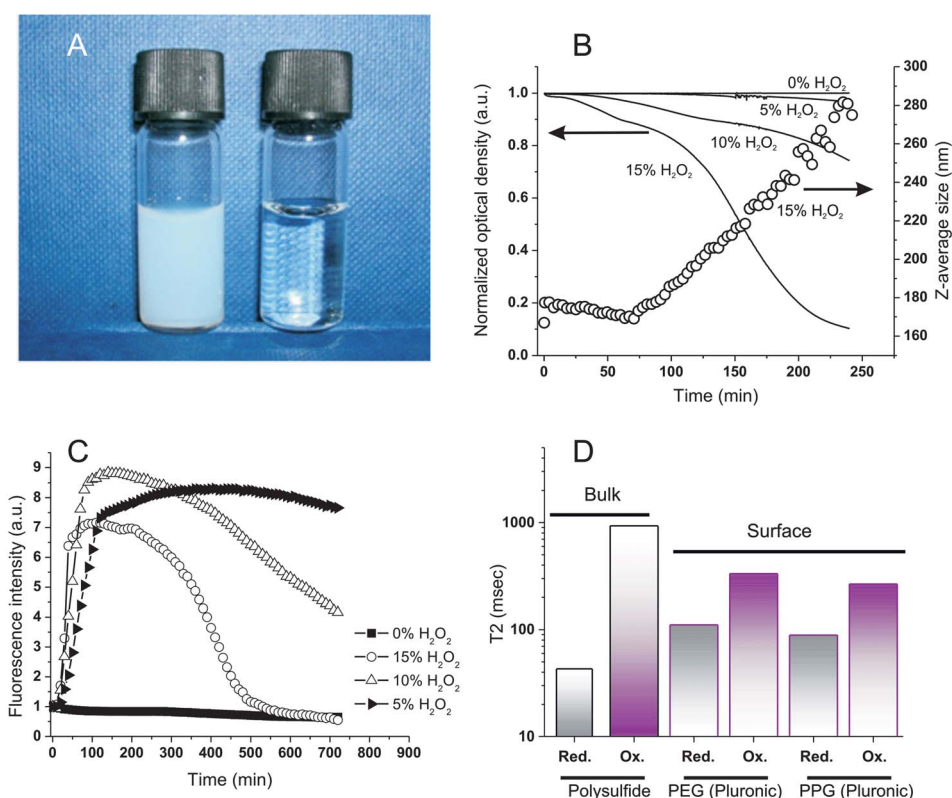 A
B
0% H₂O₂
5% H₂O₂
10% H₂O₂
15% H₂O₂
15% H₂O₂
Normalized optical density (a.u.)
1.0
0.8
0.6
0.4
0.2
0.0
Z-average size (nm)
300
280
260
240
220
200
180
160
0 50 100 150 200 250
Time (min)
C
Fluorescence intensity (a.u.)
9
8
7
6
5
4
3
2
1
0
0% H₂O₂
15% H₂O₂
10% H₂O₂
5% H₂O₂
0 100 200 300 400 500 600 700 800
Time (min)
D
Bulk
Surface
T2 (msec)
1000
100
10
Red. Ox. Red. Ox. Red. Ox.
Polysulfide PEG (Pluronic) PPG (Pluronic)